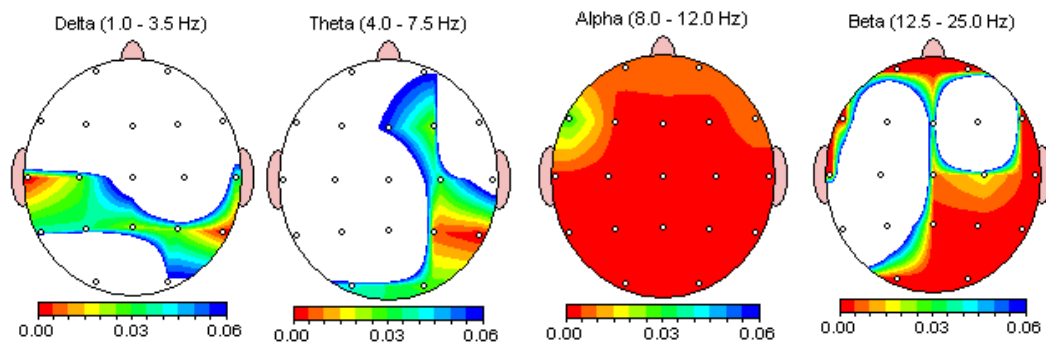 Delta (1.0 - 3.5 Hz)
Theta (4.0 - 7.5 Hz)
Alpha (8.0 - 12.0 Hz)
Beta (12.5 - 25.0 Hz)
0.00 0.03 0.06
0.00 0.03 0.06
0.00 0.03 0.06
0.00 0.03 0.06